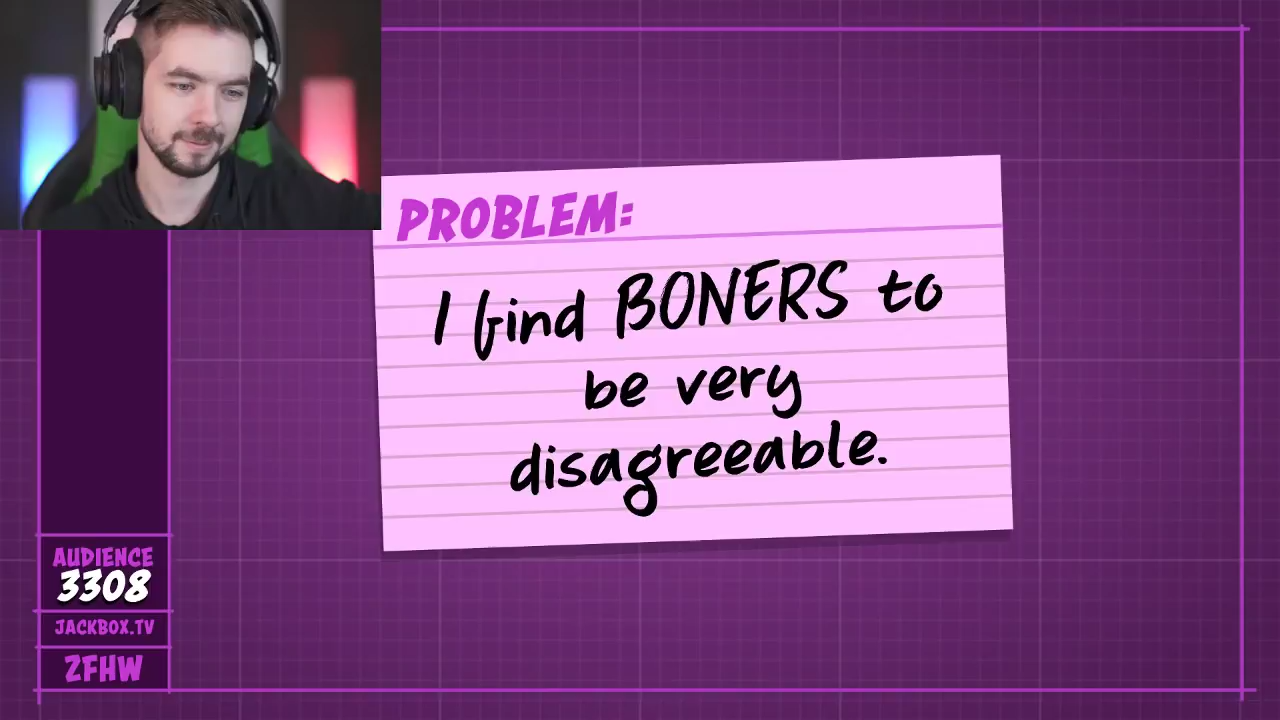 PROBLEM:
I find BONERS to
be very
disagreeable.
AUDIENCE
3308
JACKBOX.TV
ZFHW